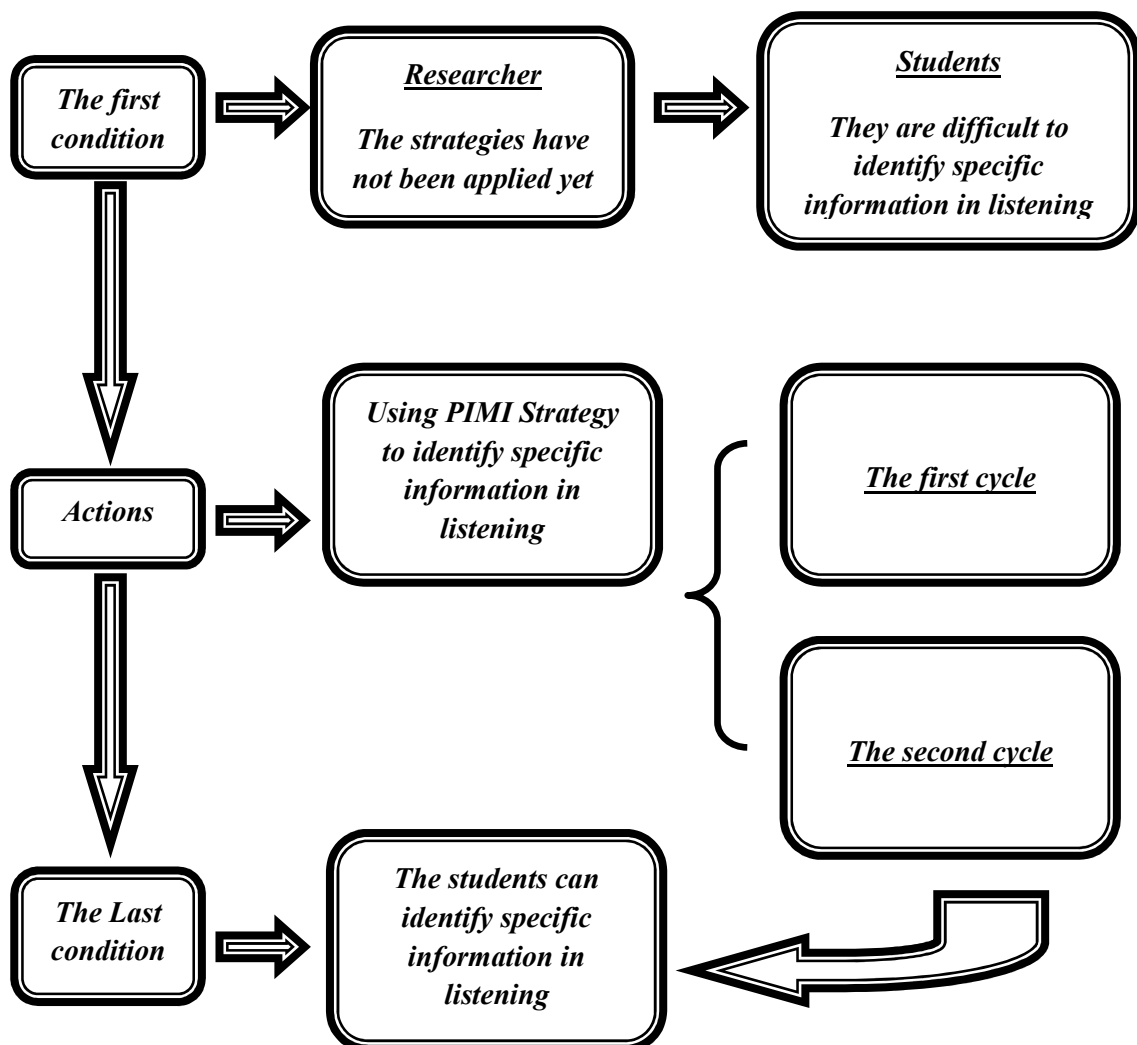 The first
condition
Researcher
The strategies have
not been applied yet
Students
They are difficult to
identify specific
information in listening
Actions
Using PIMI Strategy
to identify specific
information in
listening
The first cycle
The second cycle
The Last
condition
The students can
identify specific
information in
listening